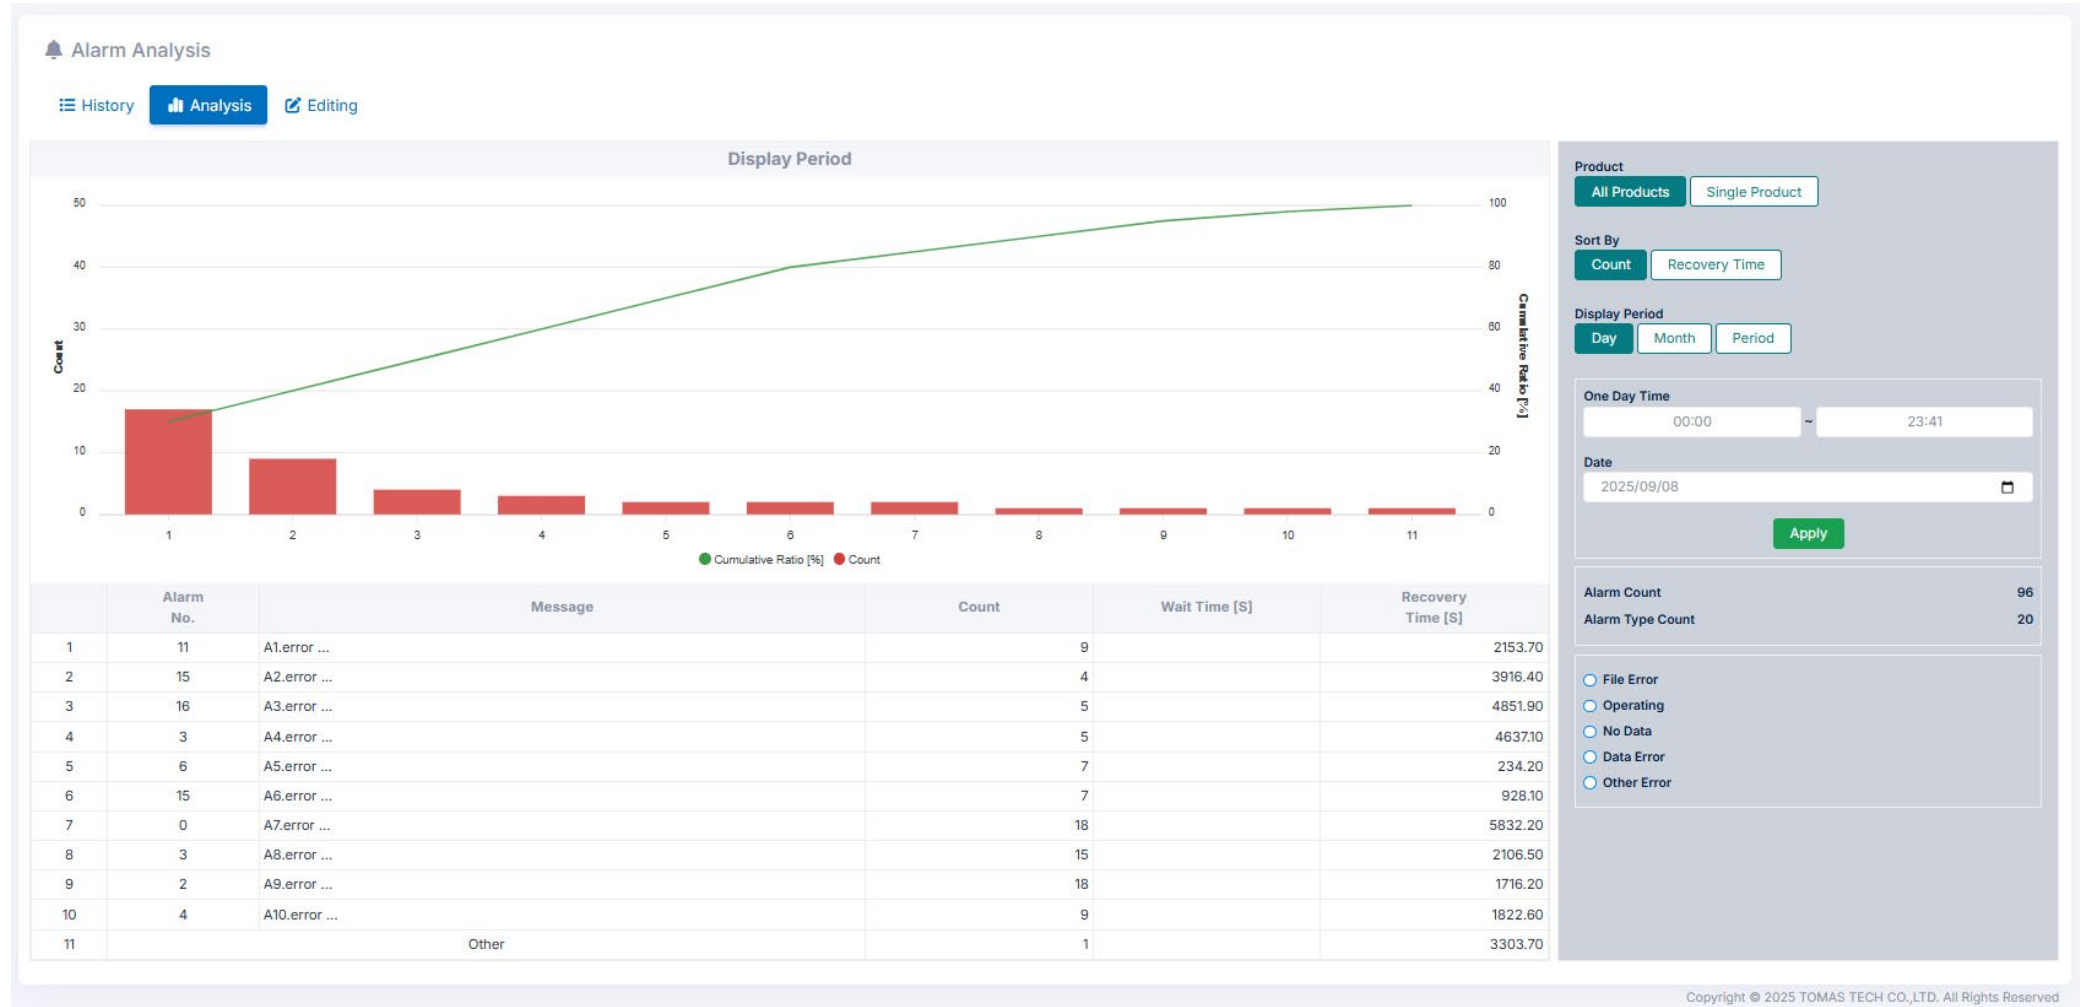 Alarm Analysis
History Analysis Editing
Display Period
50 100
40 80
30 60
20 40
10 20
0 0
Count
Cumulative Ratio [%]
1 2 3 4 5 6 7 8 9 10 11
Cumulative Ratio [%] Count
Alarm No. Message Count Wait Time [S] Recovery Time [S]
1 11 A1.error ... 9 2153.70
2 15 A2.error ... 4 3916.40
3 16 A3.error ... 5 4851.90
4 3 A4.error ... 5 4637.10
5 6 A5.error ... 7 234.20
6 15 A6.error ... 7 928.10
7 0 A7.error ... 18 5832.20
8 3 A8.error ... 15 2106.50
9 2 A9.error ... 18 1716.20
10 4 A10.error ... 9 1822.60
11 Other 1 3303.70
Product
All Products Single Product
Sort By
Count Recovery Time
Display Period
Day Month Period
One Day Time
00:00 ~ 23:41
Date
2025/09/08
Apply
Alarm Count 96
Alarm Type Count 20
File Error
Operating
No Data
Data Error
Other Error
Copyright © 2025 TOMAS TECH CO.,LTD. All Rights Reserved